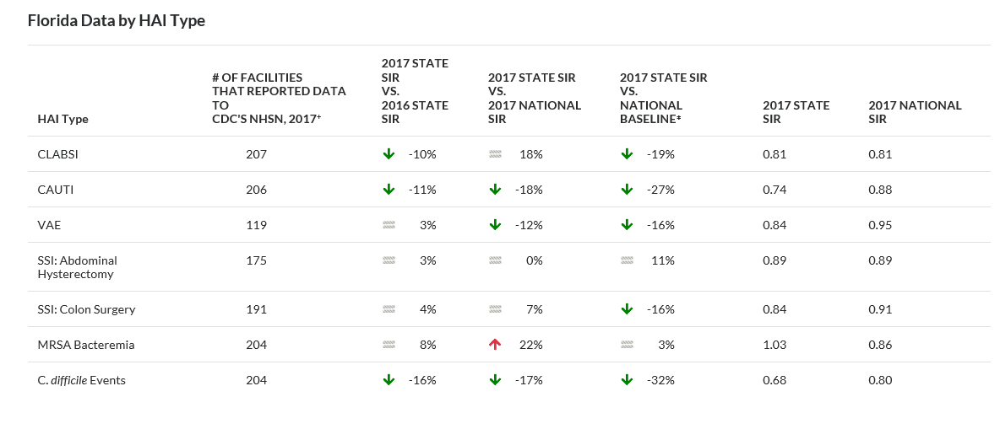 Florida Data by HAI Type
HAI Type
# OF FACILITIES
THAT REPORTED DATA
TO
CDC'S NHSN, 2017†
2017 STATE
SIR
VS.
2016 STATE
SIR
2017 STATE SIR
VS.
2017 NATIONAL
SIR
2017 STATE SIR
VS.
NATIONAL
BASELINE‡
2017 STATE
SIR
2017 NATIONAL
SIR
CLABSI 207 -10% 18% -19% 0.81 0.81
CAUTI 206 -11% -18% -27% 0.74 0.88
VAE 119 3% -12% -16% 0.84 0.95
SSI: Abdominal
Hysterectomy 175 3% 0% 11% 0.89 0.89
SSI: Colon Surgery 191 4% 7% -16% 0.84 0.91
MRSA Bacteremia 204 8% 22% 3% 1.03 0.86
C. difficile Events 204 -16% -17% -32% 0.68 0.80